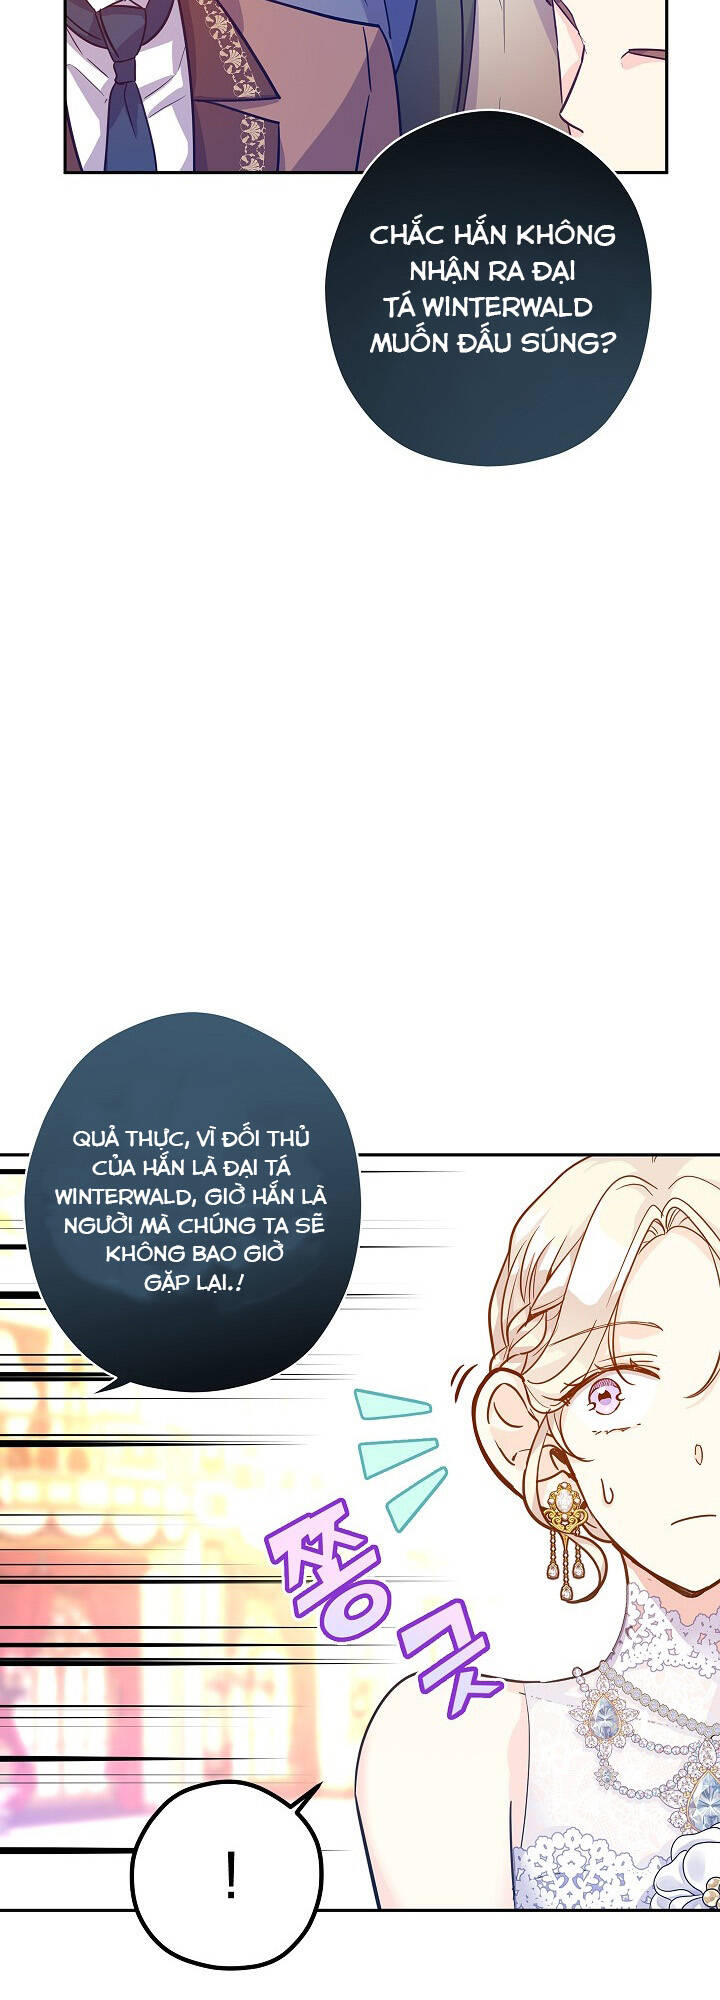 CHẮC HẮN KHÔNG
NHẬN RA ĐẠI
TÁ WINTERWALD
MUỐN ĐẤU SÚNG?
QUẢ THỰC, VÌ ĐỐI THỦ
CỦA HẮN LÀ ĐẠI TÁ
WINTERWALD, GIỜ HẮN LÀ
NGƯỜI MÀ CHÚNG TA SẼ
KHÔNG BAO GIỜ
GẶP LẠI.!
쫑긋
!